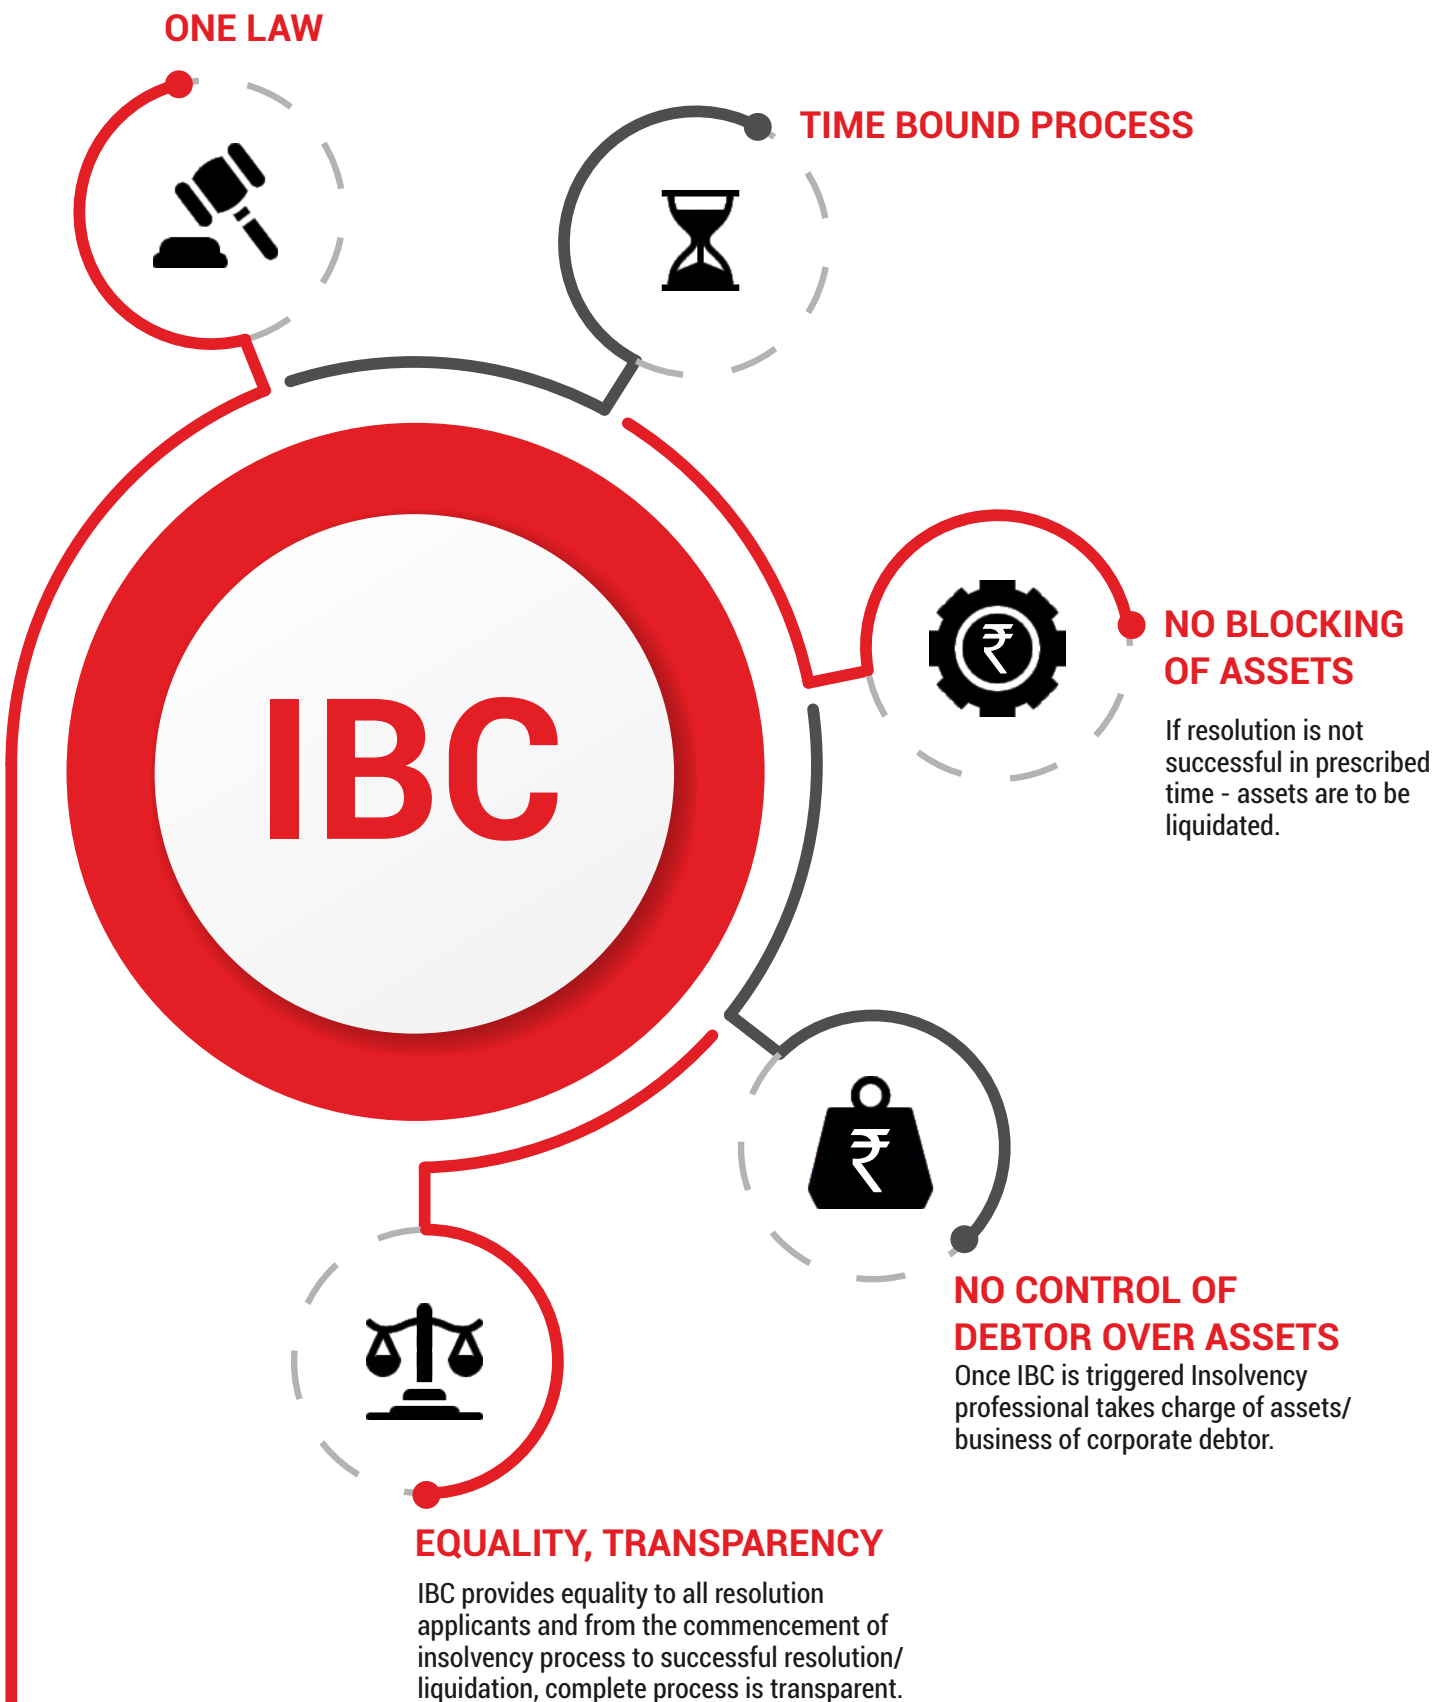 ONE LAW
TIME BOUND PROCESS
NO BLOCKING
OF ASSETS
If resolution is not
successful in prescribed
time - assets are to be
liquidated.
IBC
₹
₹
NO CONTROL OF
DEBTOR OVER ASSETS
Once IBC is triggered Insolvency
professional takes charge of assets/
business of corporate debtor.
EQUALITY, TRANSPARENCY
IBC provides equality to all resolution
applicants and from the commencement of
insolvency process to successful resolution/
liquidation, complete process is transparent.